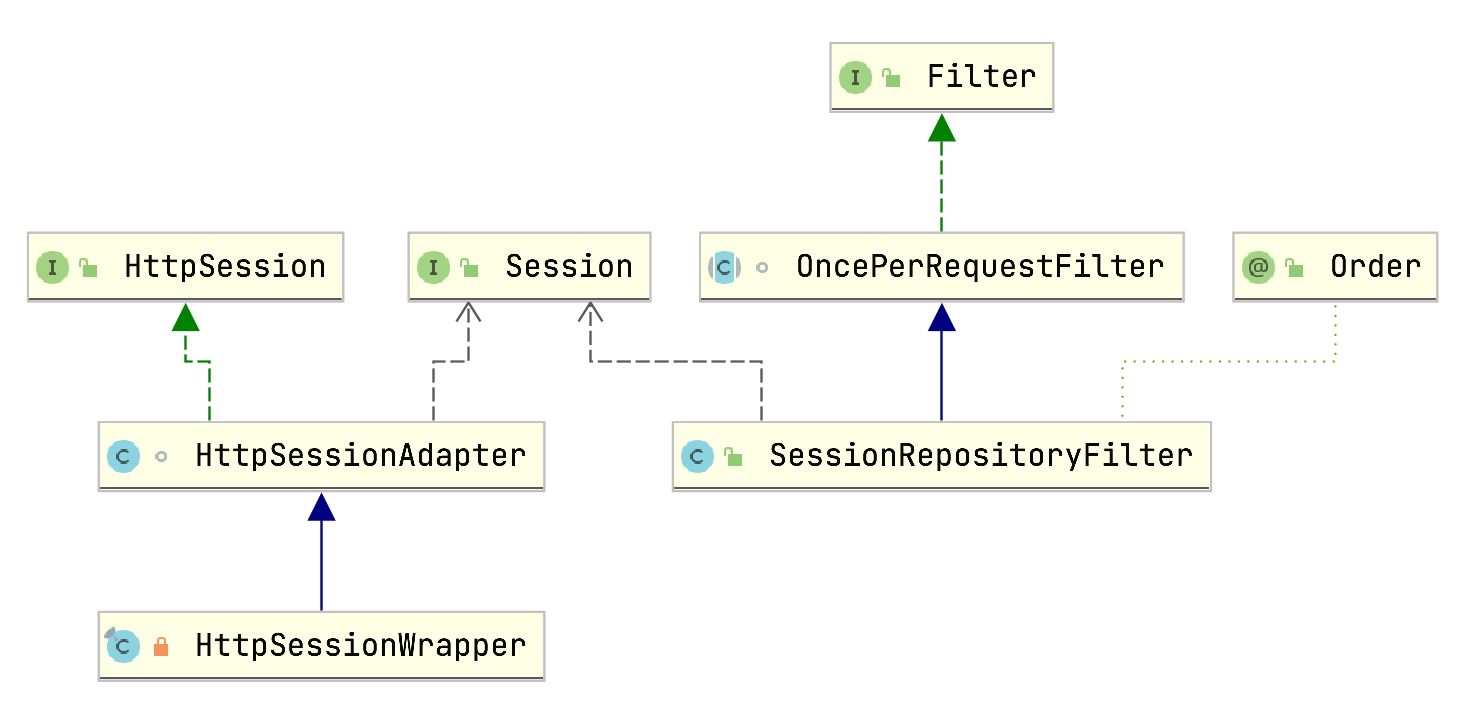 I Filter
I HttpSession
I Session
C OncePerRequestFilter
@ Order
C HttpSessionAdapter
C SessionRepositoryFilter
C HttpSessionWrapper